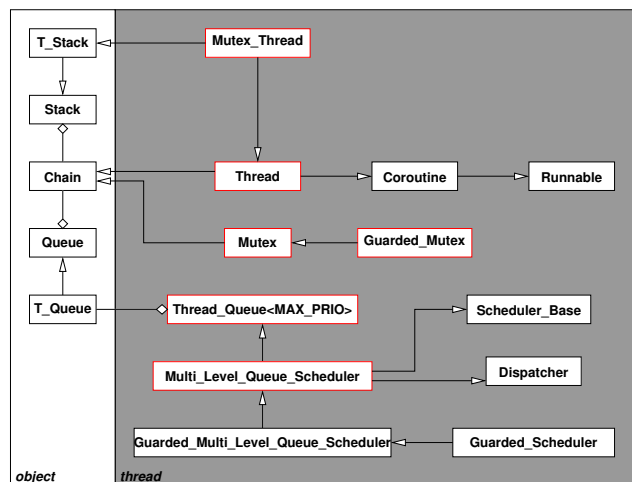 T_Stack
Mutex_Thread
Stack
Chain
Thread
Coroutine
Runnable
Queue
Mutex
Guarded_Mutex
T_Queue
Thread_Queue<MAX_PRIO>
Scheduler_Base
Multi_Level_Queue_Scheduler
Dispatcher
Guarded_Multi_Level_Queue_Scheduler
Guarded_Scheduler
object
thread